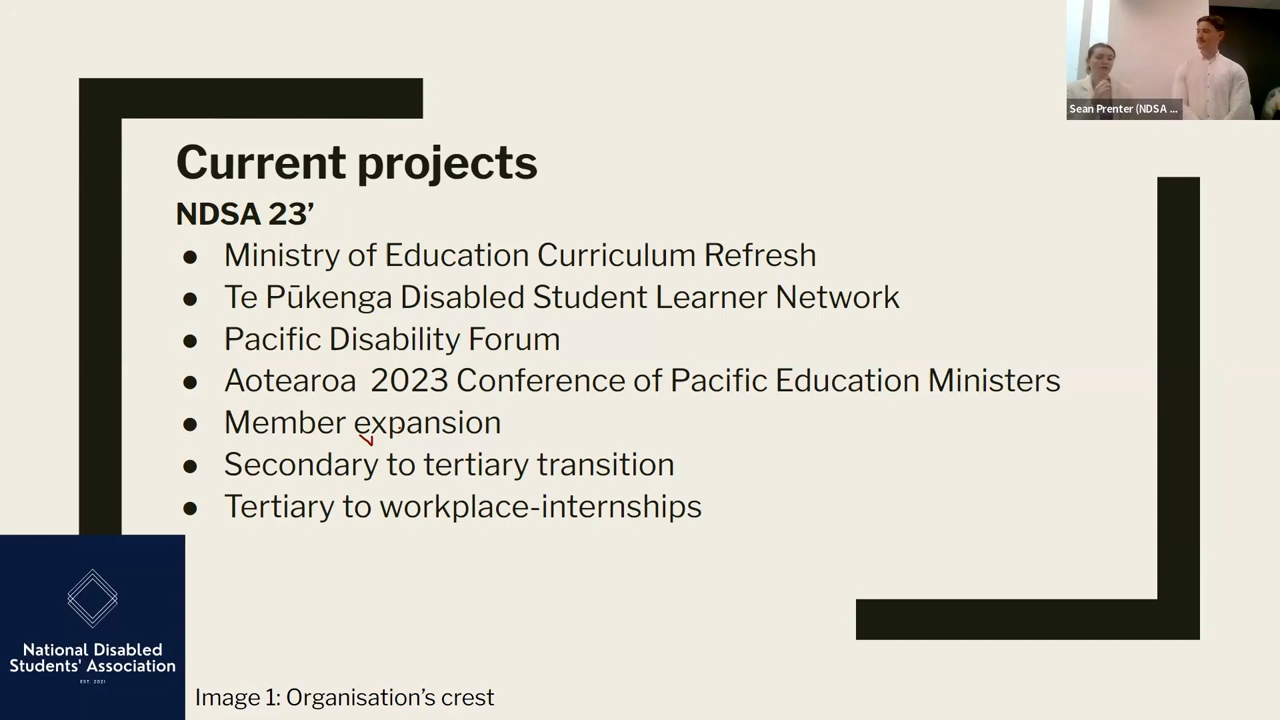 Sean Prenter (NDSA ...
Current projects
NDSA 23’
● Ministry of Education Curriculum Refresh
● Te Pūkenga Disabled Student Learner Network
● Pacific Disability Forum
● Aotearoa  2023 Conference of Pacific Education Ministers
● Member expansion
● Secondary to tertiary transition
● Tertiary to workplace-internships
National Disabled
Students' Association
EST. 2021
Image 1: Organisation’s crest